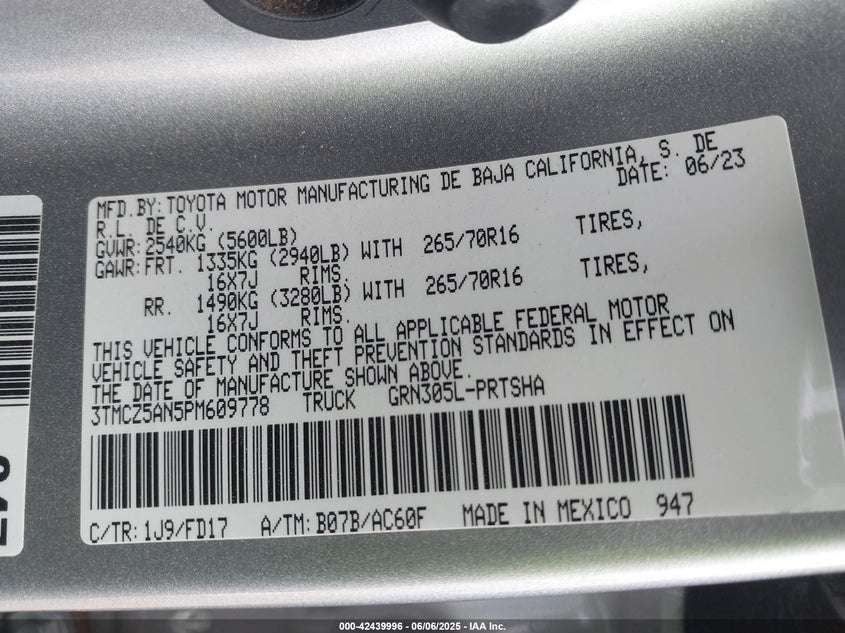 MFD.BY: TOYOTA MOTOR MANUFACTURING DE BAJA CALIFORNIA, S. DE
R.L. DE C.V. DATE: 06/23
GVWR: 2540KG (5600LB)
GAWR: FRT. 1335KG (2940LB) WITH 265/70R16 TIRES,
16X7J RIMS.
RR. 1490KG (3280LB) WITH 265/70R16 TIRES,
16X7J RIMS.
THIS VEHICLE CONFORMS TO ALL APPLICABLE FEDERAL MOTOR
VEHICLE SAFETY AND THEFT PREVENTION STANDARDS IN EFFECT ON
THE DATE OF MANUFACTURE SHOWN ABOVE.
3TMCZ5AN5PM609778 TRUCK GRN305L-PRTSHA
C/TR: 1J9/FD17 A/TM: B07B/AC60F MADE IN MEXICO 947
000-42439996 - 06/06/2025 - IAA Inc.